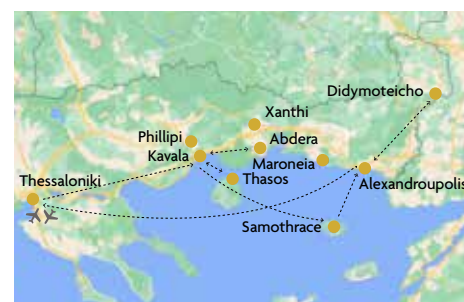 Didymoteicho
Xanthi
Phillipi
Abdera
Kavala
Maroneia
Thessaloniki
Thasos
Alexandroupolis
Samothrace